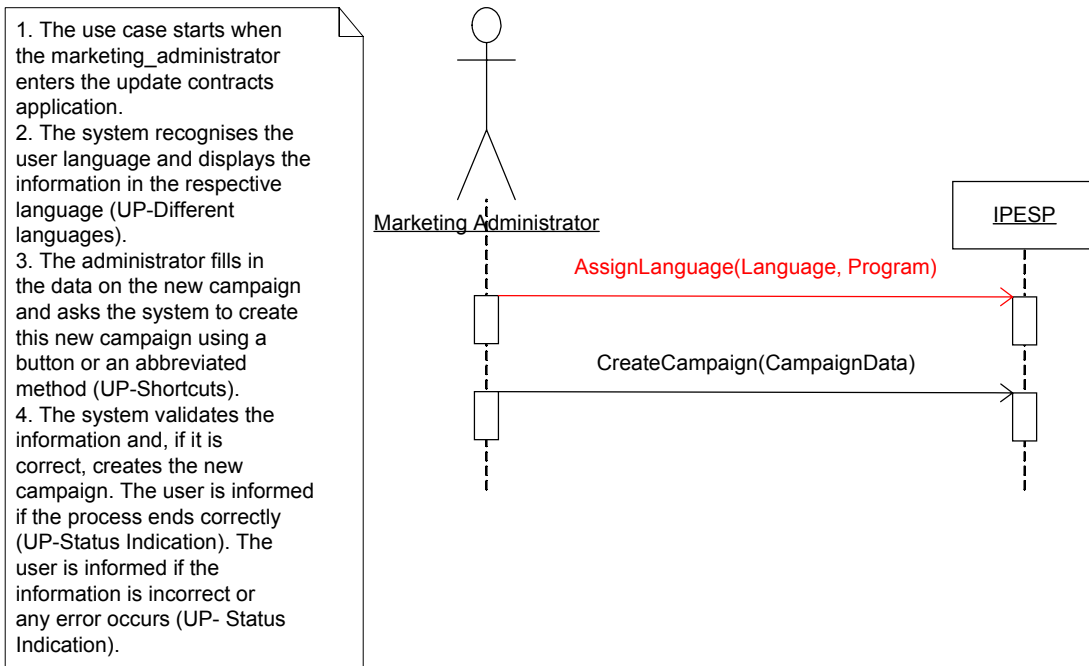 1. The use case starts when
the marketing_administrator
enters the update contracts
application.
2. The system recognises the
user language and displays the
information in the respective
language (UP-Different
languages).
3. The administrator fills in
the data on the new campaign
and asks the system to create
this new campaign using a
button or an abbreviated
method (UP-Shortcuts).
4. The system validates the
information and, if it is
correct, creates the new
campaign. The user is informed
if the process ends correctly
(UP-Status Indication). The
user is informed if the
information is incorrect or
any error occurs (UP- Status
Indication).
Marketing Administrator
IPESP
AssignLanguage(Language, Program)
CreateCampaign(CampaignData)